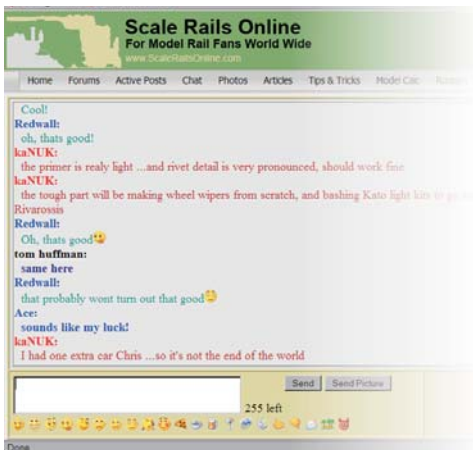 Scale Rails Online
For Model Rail Fans World Wide
www.ScaleRailsOnline.com
Home Forums Active Posts Chat Photos Articles Tips & Tricks Model Calc
Cool!
Redwall:
oh, thats good!
kaNUK:
the primer is realy light ...and rivet detail is very pronounced, should work fine
kaNUK:
the tough part will be making wheel wipers from scratch, and bashing Kato light kits to go
Rivarossis
Redwall:
Oh, thats good
tom huffman:
same here
Redwall:
that probably wont turn out that good
Ace:
sounds like my luck!
kaNUK:
I had one extra car Chris ...so it's not the end of the world
Send Send Picture
255 left
Done